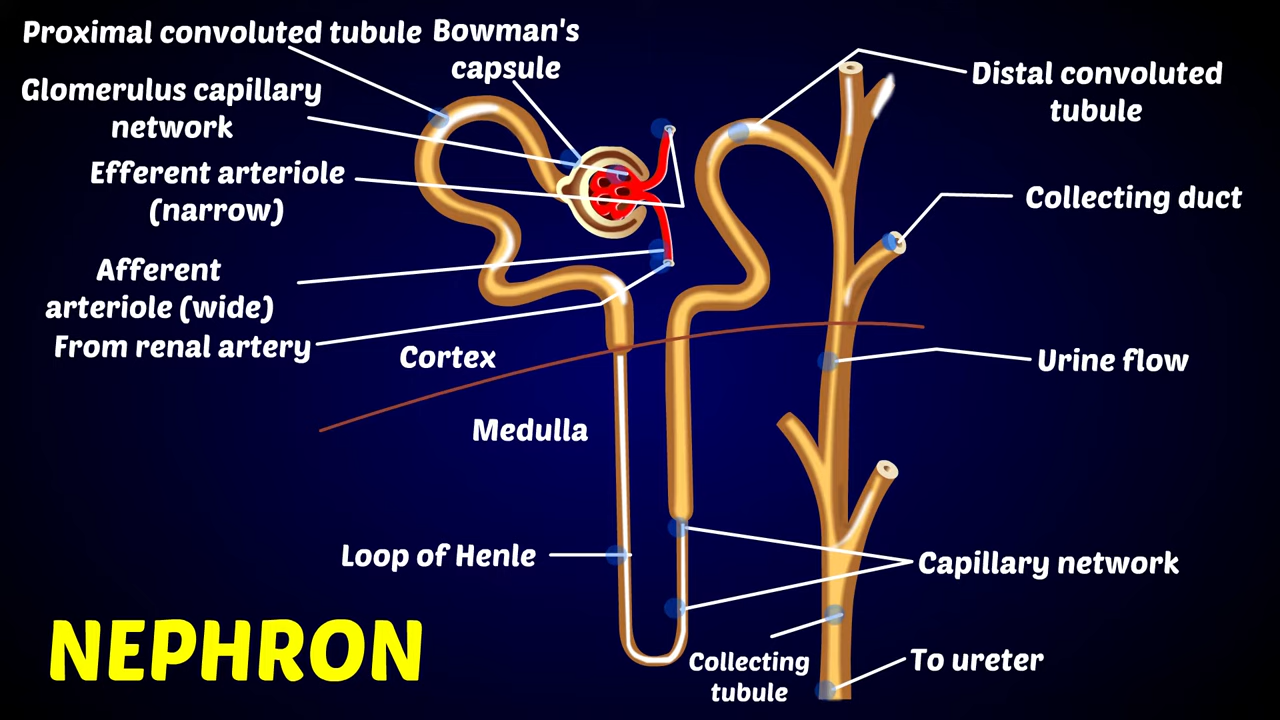 Proximal convoluted tubule
Bowman's
capsule
Glomerulus capillary
network
Efferent arteriole
(narrow)
Afferent
arteriole (wide)
From renal artery
Cortex
Medulla
Loop of Henle
NEPHRON
Distal convoluted
tubule
Collecting duct
Urine flow
Capillary network
Collecting
tubule
To ureter